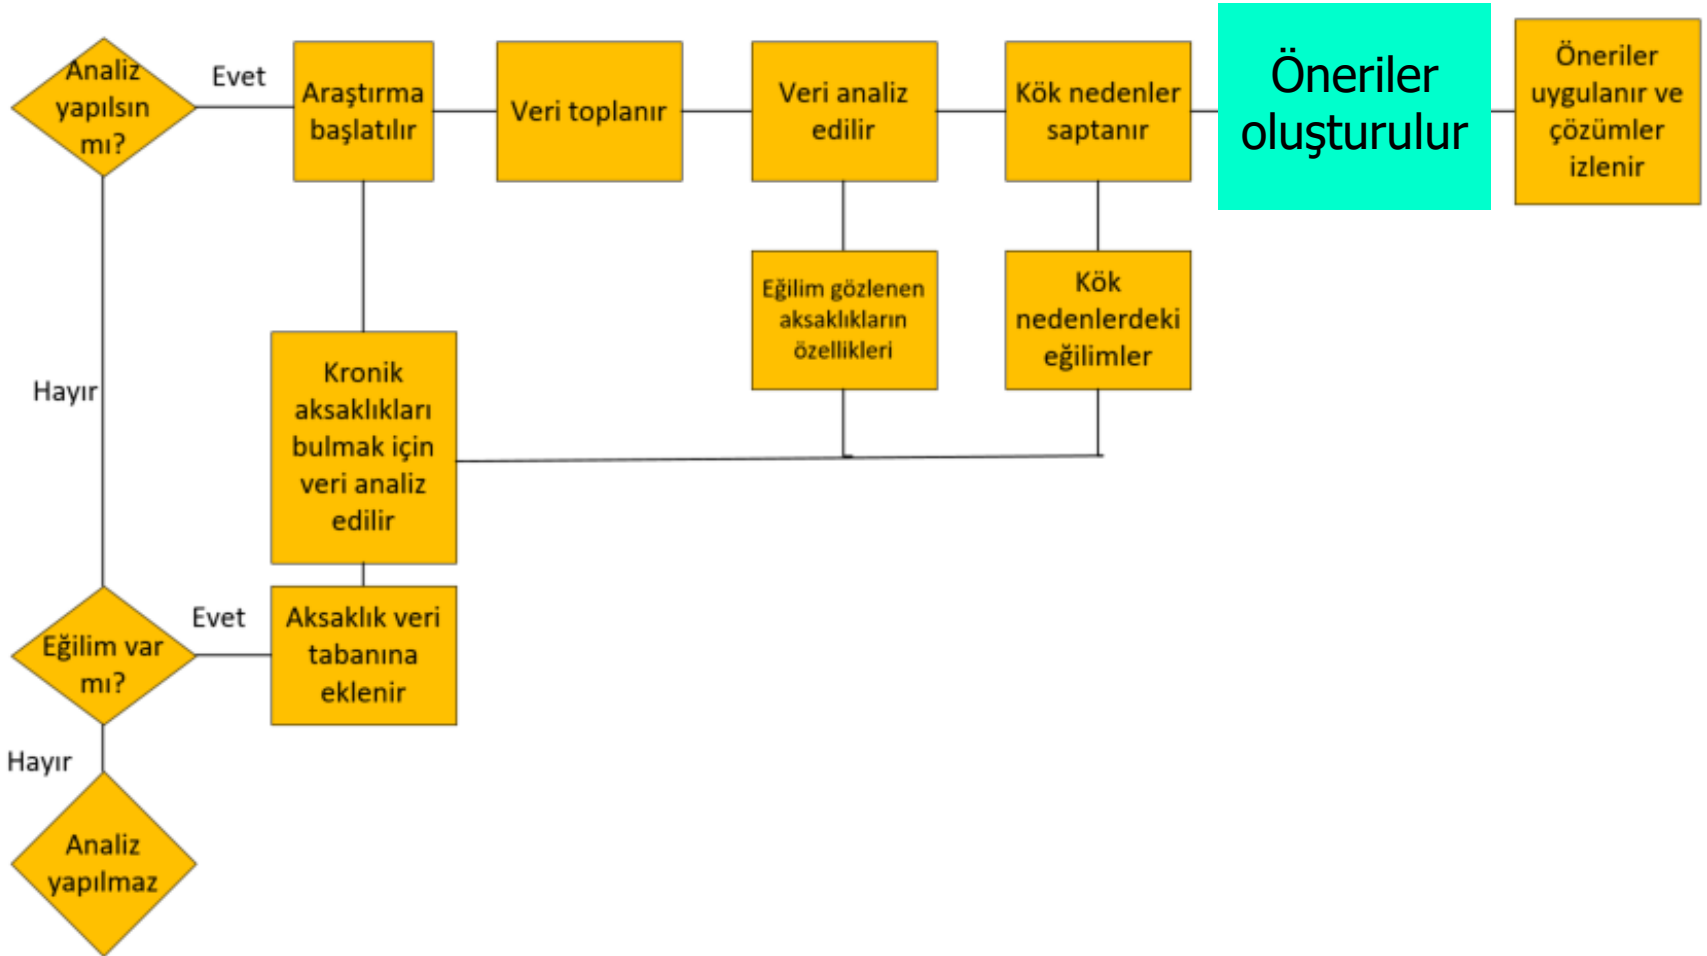 Analiz
yapılsın
mı?
Evet
Araştırma
başlatılır
Veri toplanır
Veri analiz
edilir
Kök nedenler
saptanır
Öneriler
oluşturulur
Öneriler
uygulanır ve
çözümler
izlenir
Eğilim gözlenen
aksaklıkların
özellikleri
Kök
nedenlerdeki
eğilimler
Hayır
Kronik
aksaklıkları
bulmak için
veri analiz
edilir
Eğilim var
mı?
Evet
Aksaklık veri
tabanına
eklenir
Hayır
Analiz
yapılmaz